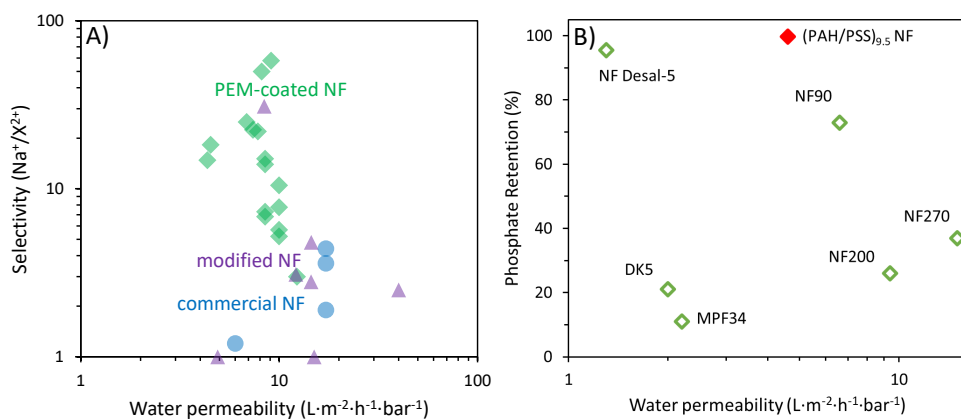 A)
Selectivity (Na⁺/X²⁺)
100
10
1
PEM-coated NF
modified NF
commercial NF
1
10
100
Water permeability (L·m⁻²·h⁻¹·bar⁻¹)
B)
Phosphate Retention (%)
100
80
60
40
20
0
(PAH/PSS)₉.₅ NF
NF Desal-5
NF90
NF270
NF200
DK5
MPF34
1
10
Water permeability (L·m⁻²·h⁻¹·bar⁻¹)